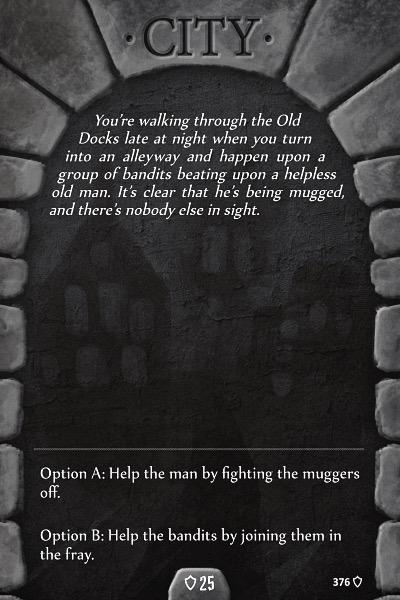 · CITY ·
You're walking through the Old
Docks late at night when you turn
into an alleyway and happen upon a
group of bandits beating upon a helpless
old man. It's clear that he's being mugged,
and there's nobody else in sight.
Option A: Help the man by fighting the muggers
off.
Option B: Help the bandits by joining them in
the fray.
25
376